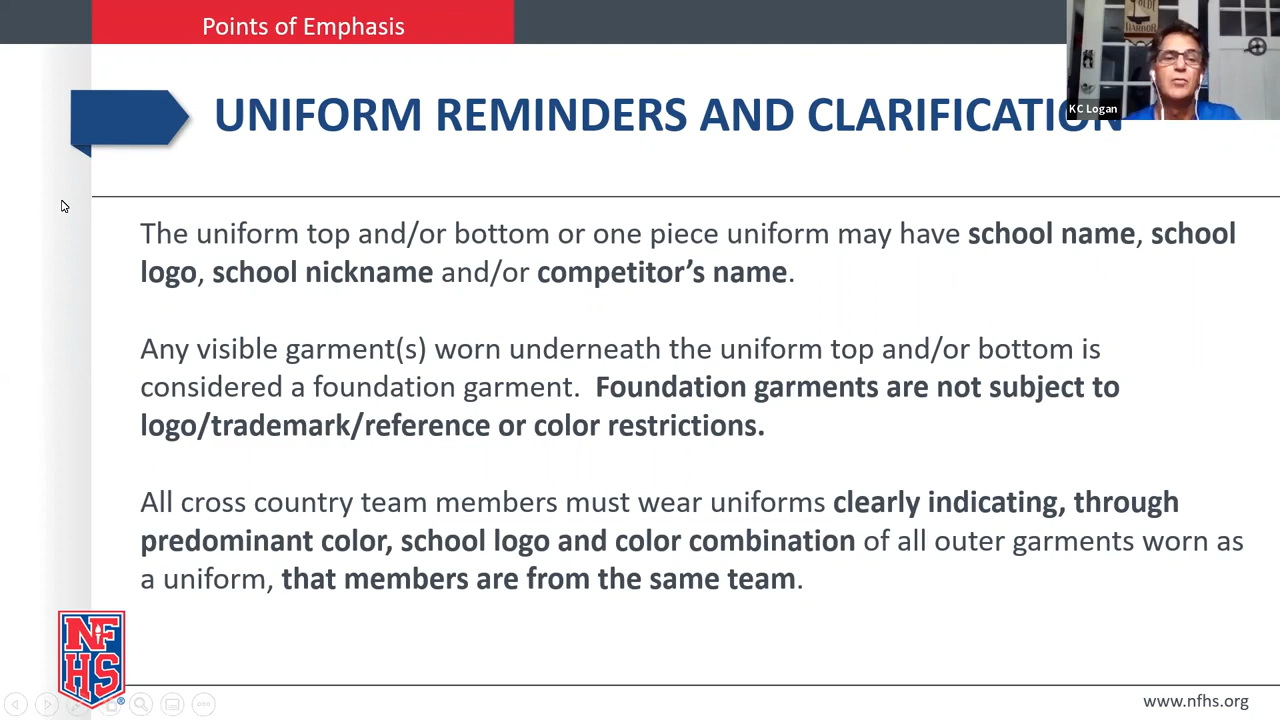 Points of Emphasis
OLDE
HARBOR
KC Logan
UNIFORM REMINDERS AND CLARIFICATION
The uniform top and/or bottom or one piece uniform may have school name, school
logo, school nickname and/or competitor’s name.
Any visible garment(s) worn underneath the uniform top and/or bottom is
considered a foundation garment.  Foundation garments are not subject to
logo/trademark/reference or color restrictions.
All cross country team members must wear uniforms clearly indicating, through
predominant color, school logo and color combination of all outer garments worn as
a uniform, that members are from the same team.
NF
HS
®
www.nfhs.org